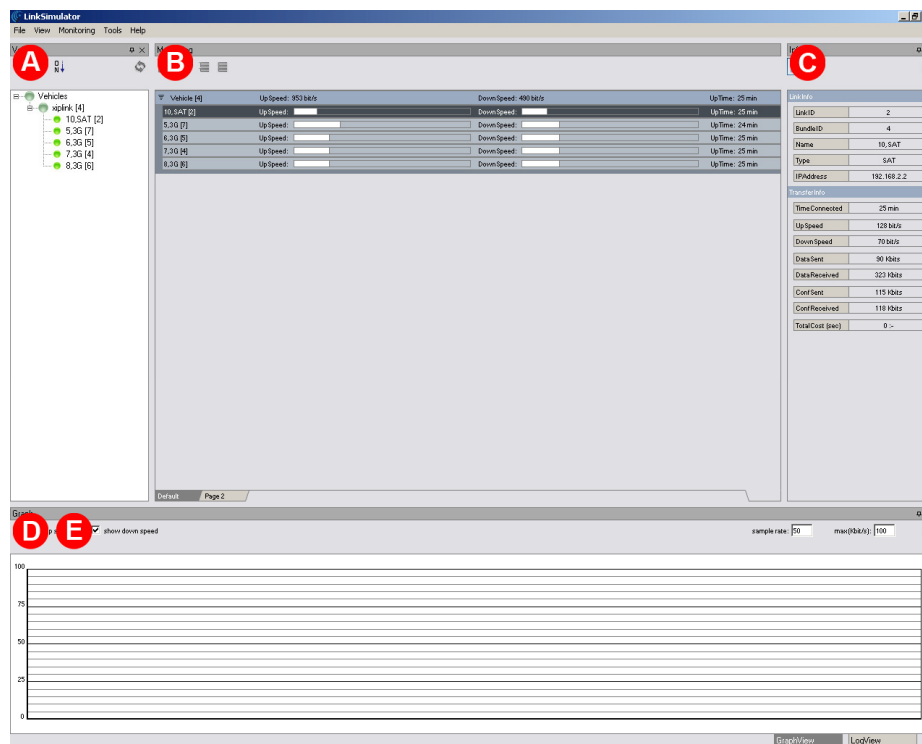 LinkSimulator
File View Monitoring Tools Help
A
B
C
Vehicles
xiplink [4]
10,SAT [2]
5,3G [7]
6,3G [5]
7,3G [4]
8,3G [6]
Vehicle [4] UpSpeed: 953 bit/s DownSpeed: 490 bit/s UpTime: 25 min
10,SAT [2] UpSpeed: DownSpeed: UpTime: 25 min
5,3G [7] UpSpeed: DownSpeed: UpTime: 24 min
6,3G [5] UpSpeed: DownSpeed: UpTime: 25 min
7,3G [4] UpSpeed: DownSpeed: UpTime: 25 min
8,3G [6] UpSpeed: DownSpeed: UpTime: 25 min
Default Page 2
LinkInfo
LinkID 2
BundleID 4
Name 10,SAT
Type SAT
IPAddress 192.168.2.2
TransferInfo
TimeConnected 25 min
UpSpeed 128 bit/s
DownSpeed 70 bit/s
DataSent 90 Kbits
DataReceived 323 Kbits
ConfSent 115 Kbits
ConfReceived 118 Kbits
TotalCost (sec) 0 :-
Graph
D
E
show down speed
sample rate: 50 max(Kbit/s): 100
100
75
50
25
0
GraphView LogView